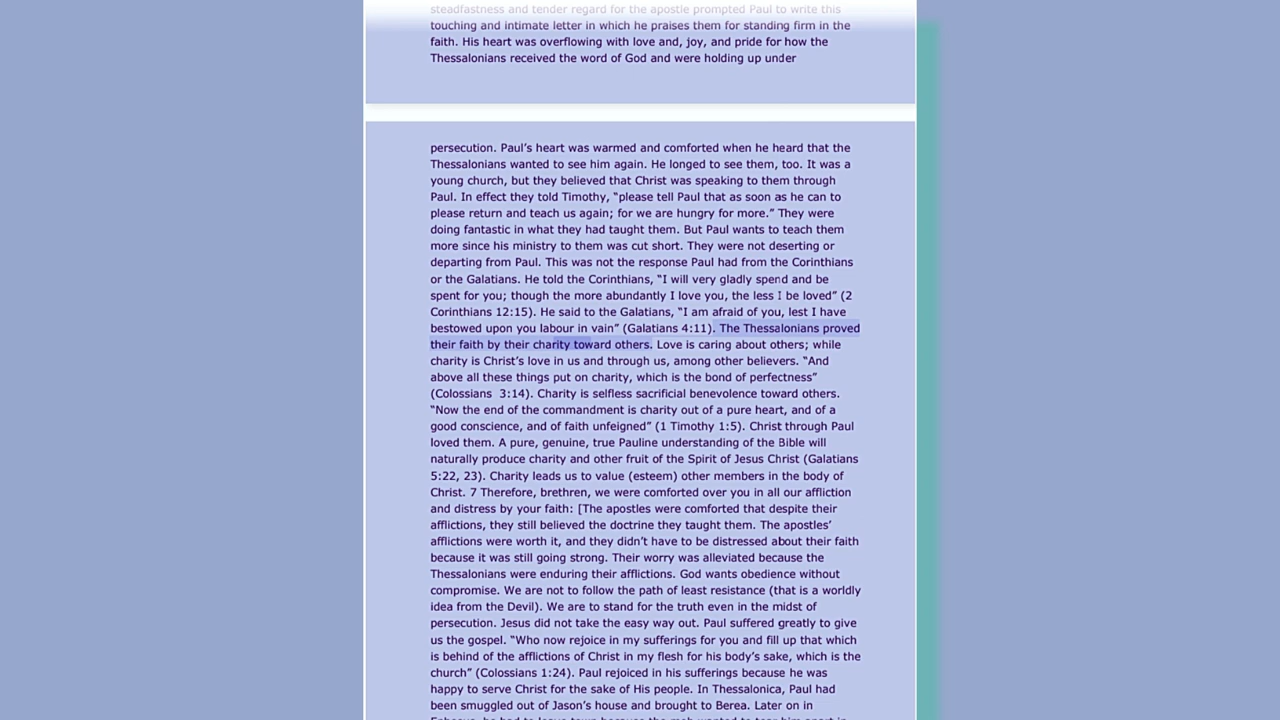 steadfastness and tender regard for the apostle prompted Paul to write this
touching and intimate letter in which he praises them for standing firm in the
faith. His heart was overflowing with love and, joy, and pride for how the
Thessalonians received the word of God and were holding up under
persecution. Paul’s heart was warmed and comforted when he heard that the
Thessalonians wanted to see him again. He longed to see them, too. It was a
young church, but they believed that Christ was speaking to them through
Paul. In effect they told Timothy, “please tell Paul that as soon as he can to
please return and teach us again; for we are hungry for more.” They were
doing fantastic in what they had taught them. But Paul wants to teach them
more since his ministry to them was cut short. They were not deserting or
departing from Paul. This was not the response Paul had from the Corinthians
or the Galatians. He told the Corinthians, “I will very gladly spend and be
spent for you; though the more abundantly I love you, the less I be loved” (2
Corinthians 12:15). He said to the Galatians, “I am afraid of you, lest I have
bestowed upon you labour in vain” (Galatians 4:11). The Thessalonians proved
their faith by their charity toward others. Love is caring about others; while
charity is Christ’s love in us and through us, among other believers. “And
above all these things put on charity, which is the bond of perfectness”
(Colossians 3:14). Charity is selfless sacrificial benevolence toward others.
“Now the end of the commandment is charity out of a pure heart, and of a
good conscience, and of faith unfeigned” (1 Timothy 1:5). Christ through Paul
loved them. A pure, genuine, true Pauline understanding of the Bible will
naturally produce charity and other fruit of the Spirit of Jesus Christ (Galatians
5:22, 23). Charity leads us to value (esteem) other members in the body of
Christ. 7 Therefore, brethren, we were comforted over you in all our affliction
and distress by your faith: [The apostles were comforted that despite their
afflictions, they still believed the doctrine they taught them. The apostles’
afflictions were worth it, and they didn’t have to be distressed about their faith
because it was still going strong. Their worry was alleviated because the
Thessalonians were enduring their afflictions. God wants obedience without
compromise. We are not to follow the path of least resistance (that is a worldly
idea from the Devil). We are to stand for the truth even in the midst of
persecution. Jesus did not take the easy way out. Paul suffered greatly to give
us the gospel. “Who now rejoice in my sufferings for you and fill up that which
is behind of the afflictions of Christ in my flesh for his body’s sake, which is the
church” (Colossians 1:24). Paul rejoiced in his sufferings because he was
happy to serve Christ for the sake of His people. In Thessalonica, Paul had
been smuggled out of Jason’s house and brought to Berea. Later on in
Ephesus, he had to leave town because the mob wanted to tear him apart in